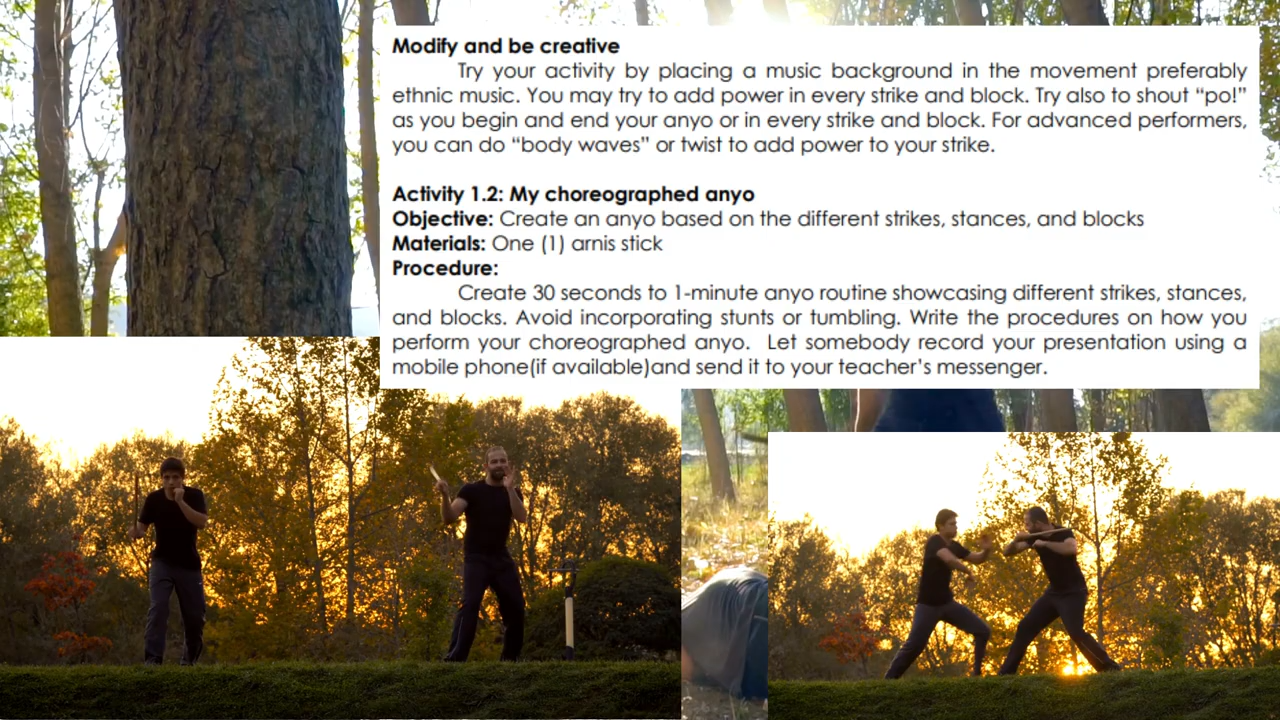 Modify and be creative
Try your activity by placing a music background in the movement preferably
ethnic music. You may try to add power in every strike and block. Try also to shout “po!”
as you begin and end your anyo or in every strike and block. For advanced performers,
you can do “body waves” or twist to add power to your strike.
Activity 1.2: My choreographed anyo
Objective: Create an anyo based on the different strikes, stances, and blocks
Materials: One (1) arnis stick
Procedure:
Create 30 seconds to 1-minute anyo routine showcasing different strikes, stances,
and blocks. Avoid incorporating stunts or tumbling. Write the procedures on how you
perform your choreographed anyo. Let somebody record your presentation using a
mobile phone(if available)and send it to your teacher’s messenger.